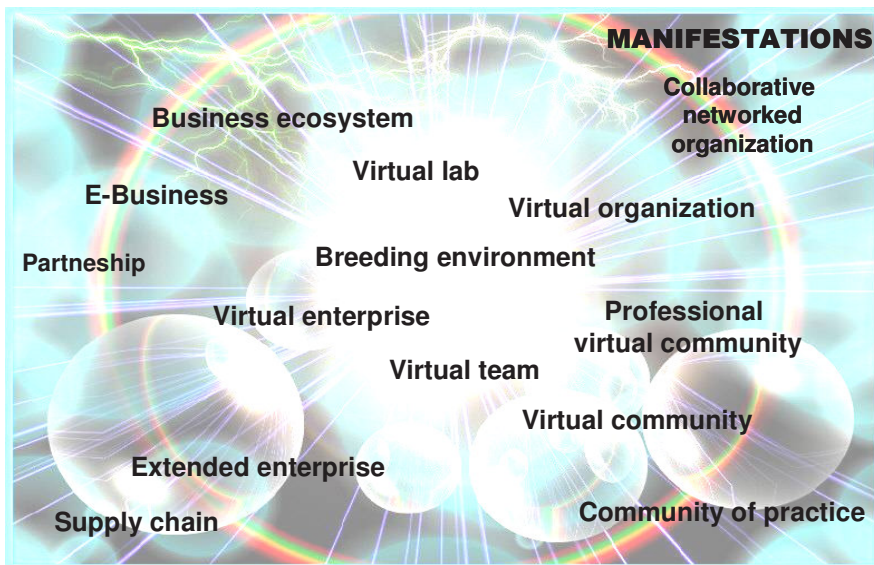 MANIFESTATIONS
Collaborative
networked
organization
Business ecosystem
Virtual lab
E-Business
Virtual organization
Breeding environment
Partneship
Virtual enterprise
Professional
virtual community
Virtual team
Virtual community
Extended enterprise
Supply chain
Community of practice